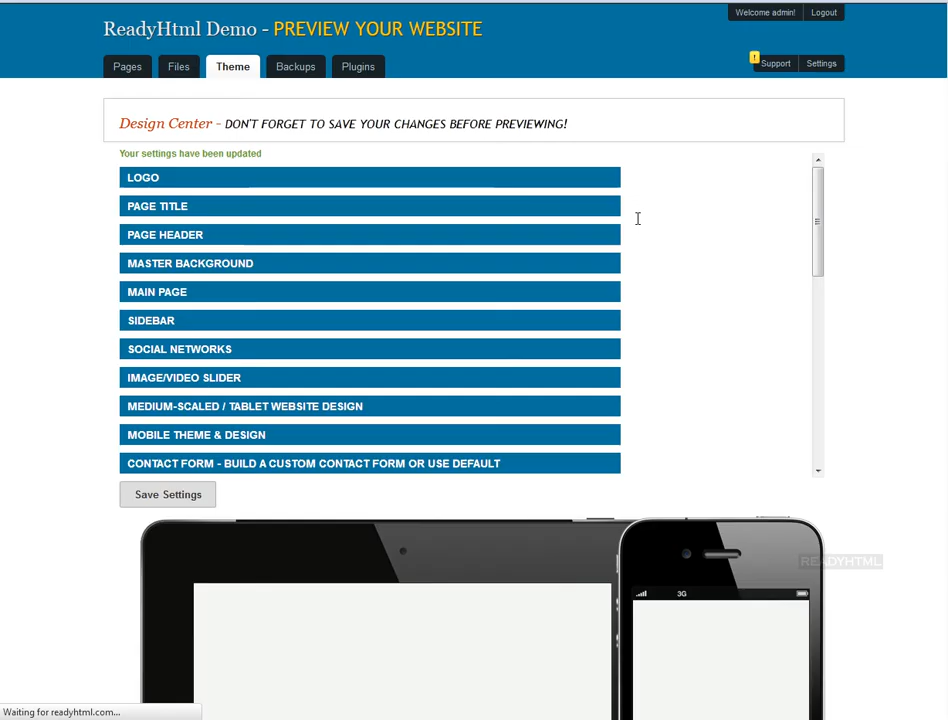 Welcome admin! Logout
ReadyHtml Demo - PREVIEW YOUR WEBSITE
Pages Files Theme Backups Plugins ! Support Settings
Design Center - DON'T FORGET TO SAVE YOUR CHANGES BEFORE PREVIEWING!
Your settings have been updated
LOGO
PAGE TITLE
PAGE HEADER
MASTER BACKGROUND
MAIN PAGE
SIDEBAR
SOCIAL NETWORKS
IMAGE/VIDEO SLIDER
MEDIUM-SCALED / TABLET WEBSITE DESIGN
MOBILE THEME & DESIGN
CONTACT FORM - BUILD A CUSTOM CONTACT FORM OR USE DEFAULT
Save Settings
READYHTML
3G
Waiting for readyhtml.com...